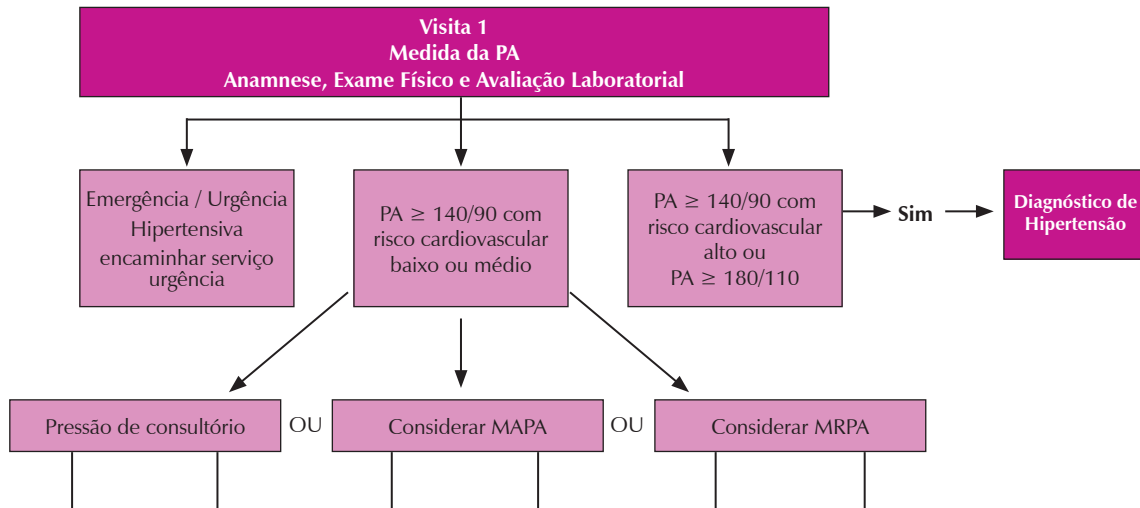 Visita 1
Medida da PA
Anamnese, Exame Físico e Avaliação Laboratorial
Emergência / Urgência
Hipertensiva
encaminhar serviço
urgência
PA ≥ 140/90 com
risco cardiovascular
baixo ou médio
PA ≥ 140/90 com
risco cardiovascular
alto ou
PA ≥ 180/110
Sim
Diagnóstico de
Hipertensão
Pressão de consultório
OU
Considerar MAPA
OU
Considerar MRPA